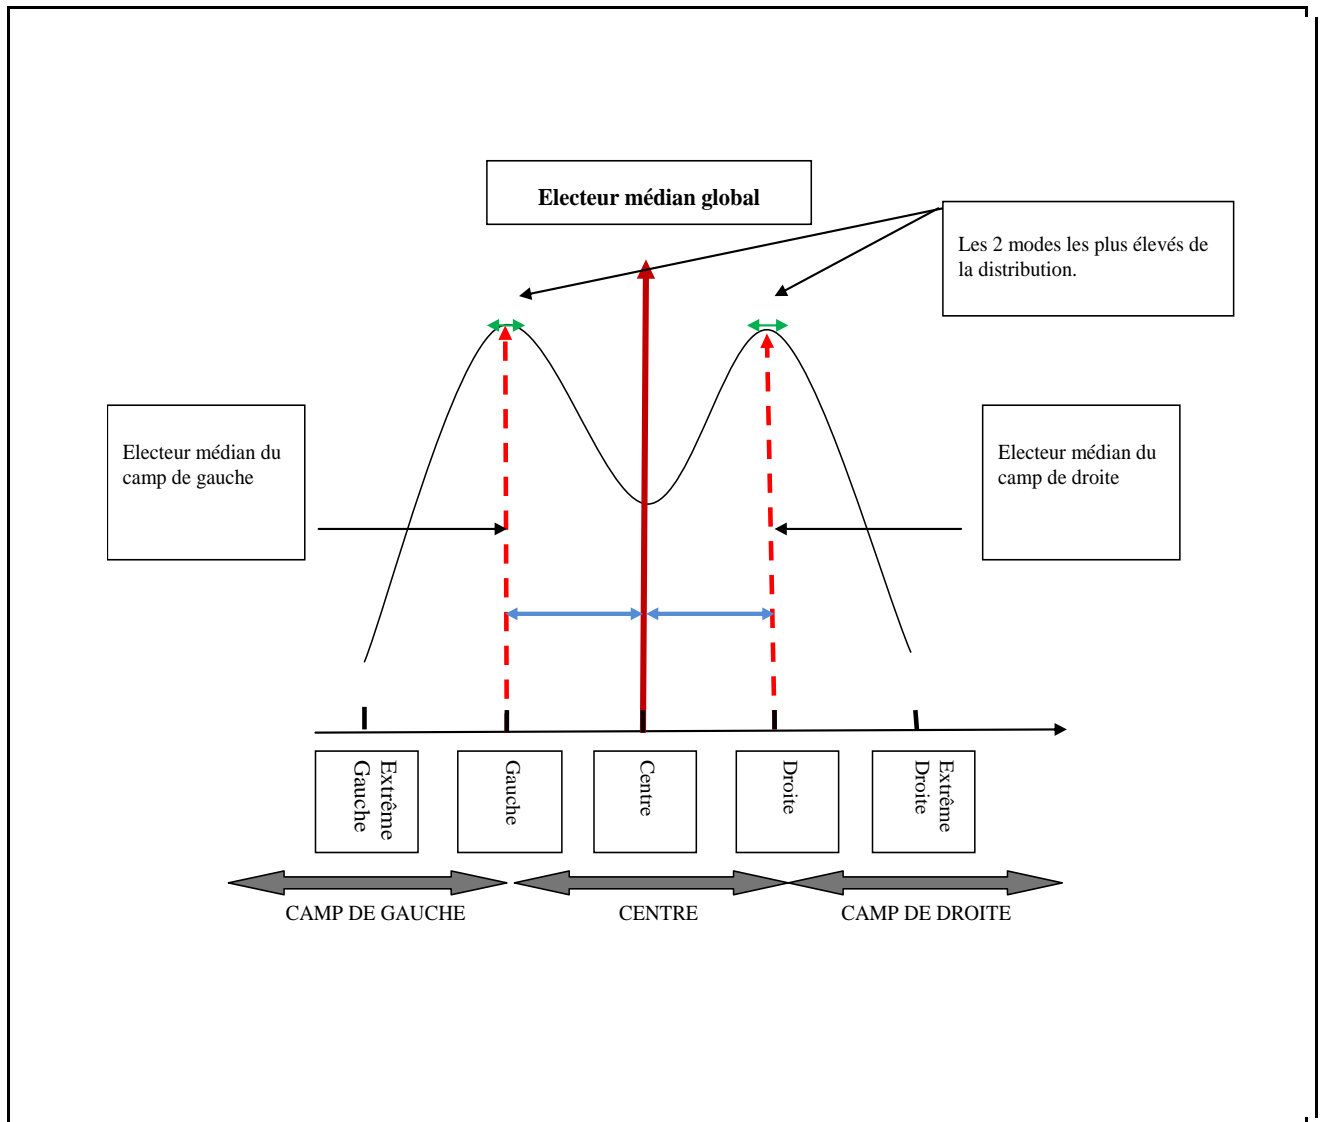 Electeur médian global
Les 2 modes les plus élevés de
la distribution.
Electeur médian du
camp de gauche
Electeur médian du
camp de droite
Extrême
Gauche
Gauche
Centre
Droite
Extrême
Droite
CAMP DE GAUCHE
CENTRE
CAMP DE DROITE